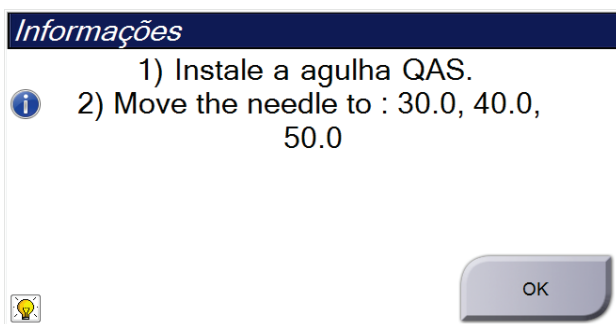 Informações
1) Instale a agulha QAS.
2) Move the needle to : 30.0, 40.0,
50.0
OK